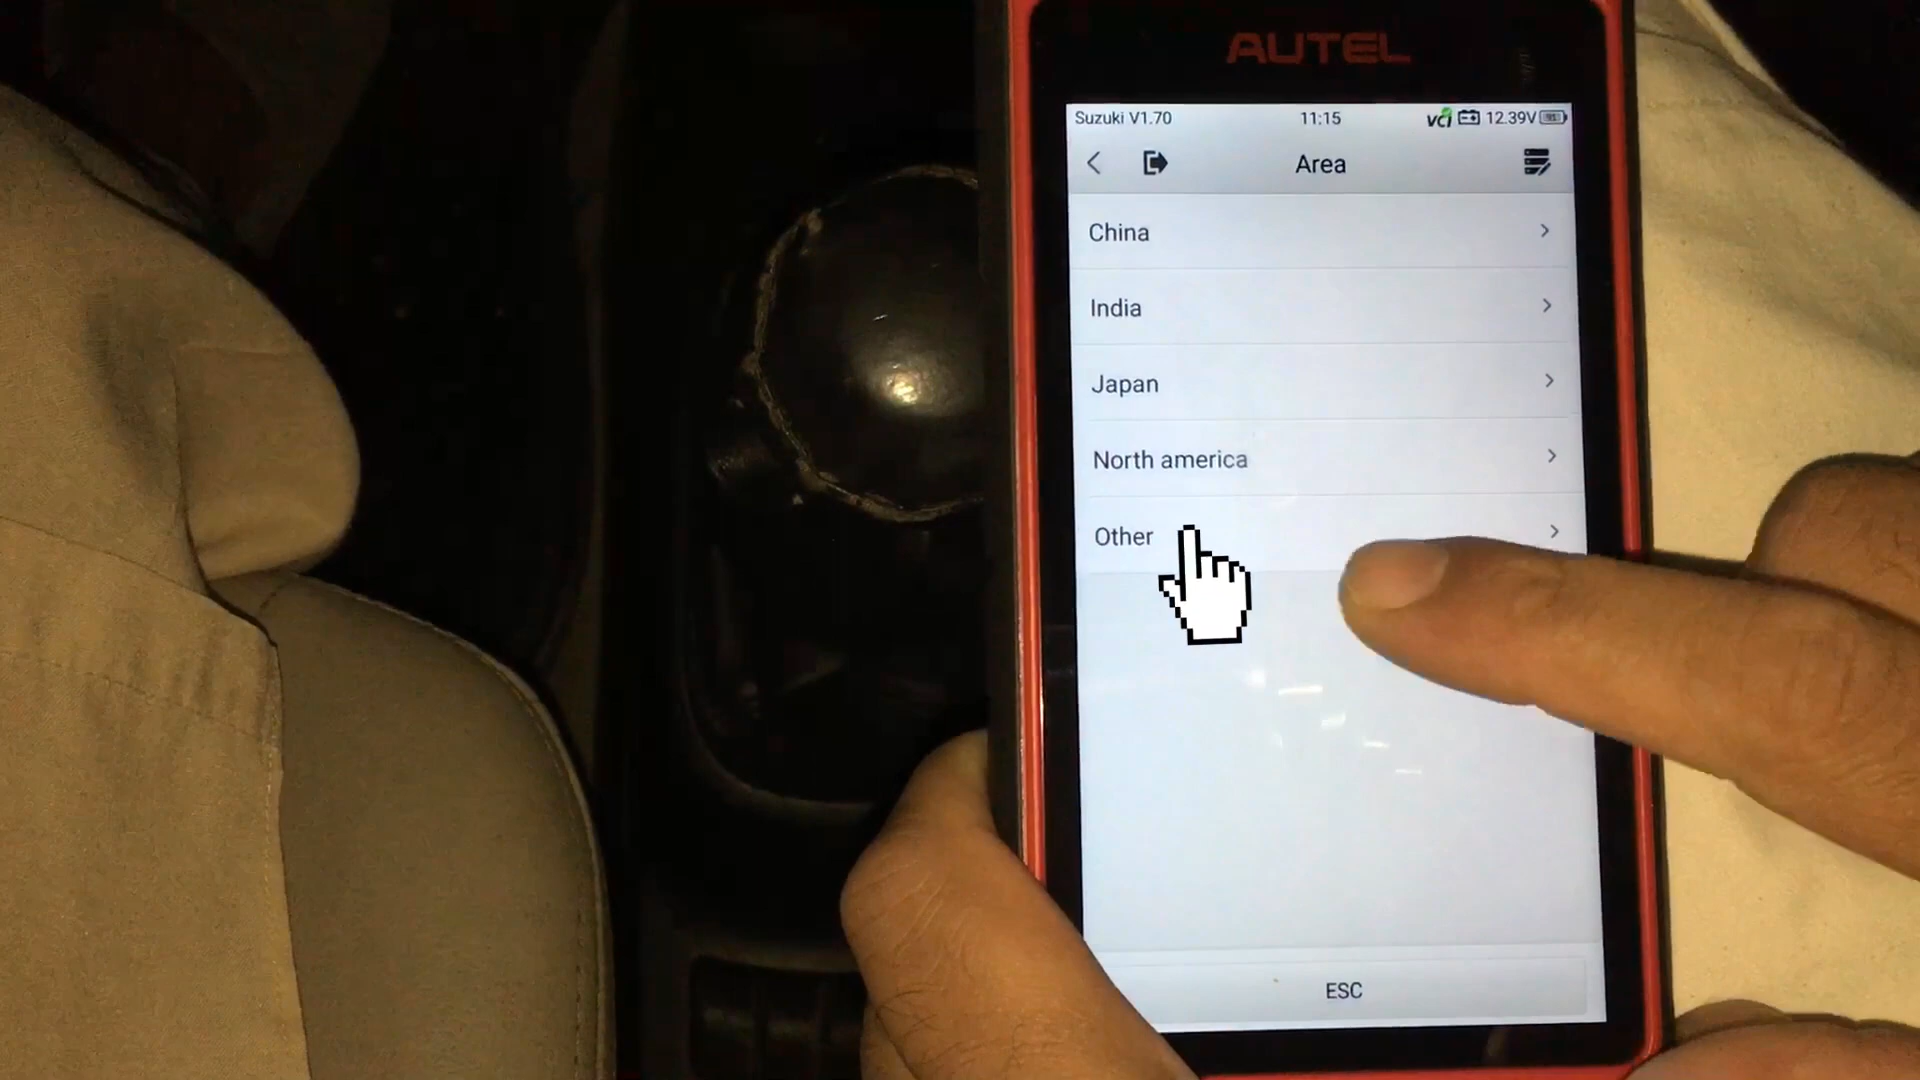 AUTEL
Suzuki V1.70
11:15
VCI
12.39V
Area
China
India
Japan
North america
Other
ESC